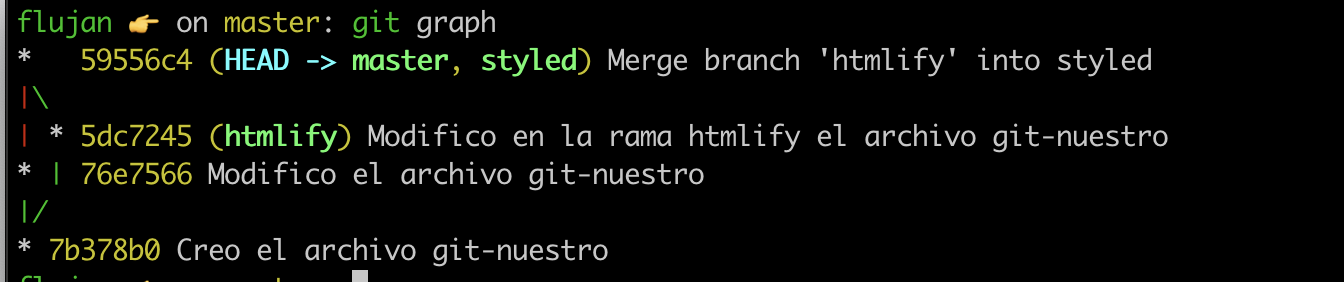 flujan 👉 on master: git graph
*   59556c4 (HEAD -> master, styled) Merge branch 'htmlify' into styled
|\
| * 5dc7245 (htmlify) Modifico en la rama htmlify el archivo git-nuestro
* | 76e7566 Modifico el archivo git-nuestro
|/
* 7b378b0 Creo el archivo git-nuestro